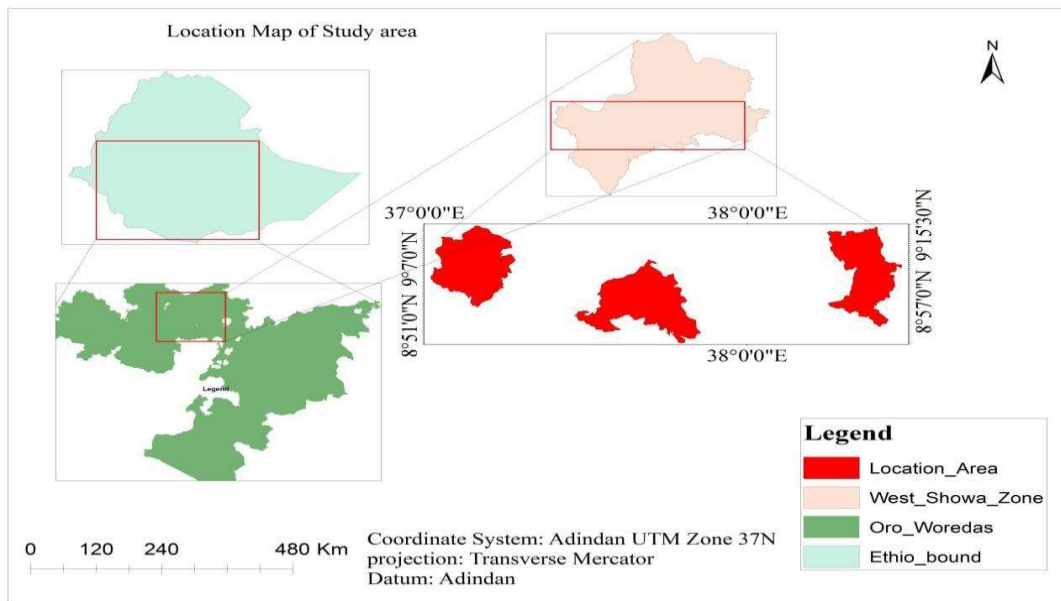 Location Map of Study area
N
37°0'0"E
38°0'0"E
8°51'0"N 9°7'0"N
8°57'0"N 9°15'30"N
38°0'0"E
Legend
Legend
Location_Area
West_Showa_Zone
Oro_Woredas
Ethio_bound
0 120 240 480 Km
Coordinate System: Adindan UTM Zone 37N
projection: Transverse Mercator
Datum: Adindan